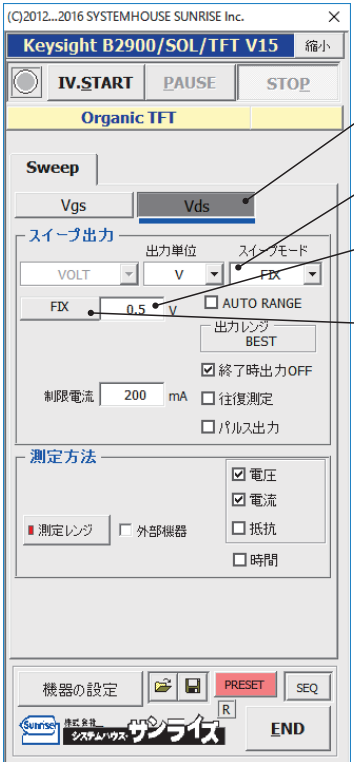 (C)2012...2016 SYSTEMHOUSE SUNRISE Inc. ×
Keysight B2900/SOL/TFT V15 縮小
IV.START PAUSE STOP
Organic TFT
Sweep
Vgs Vds
スイープ出力
出力単位 スイープモード
VOLT V FIX
FIX 0.5 V AUTO RANGE
出力レンジ
BEST
終了時出力OFF
制限電流 200 mA 往復測定
パルス出力
測定方法
電圧
電流
測定レンジ 外部機器 抵抗
時間
機器の設定 PRESET SEQ
R
Sunrise 株式会社 システムハウス サンライズ END